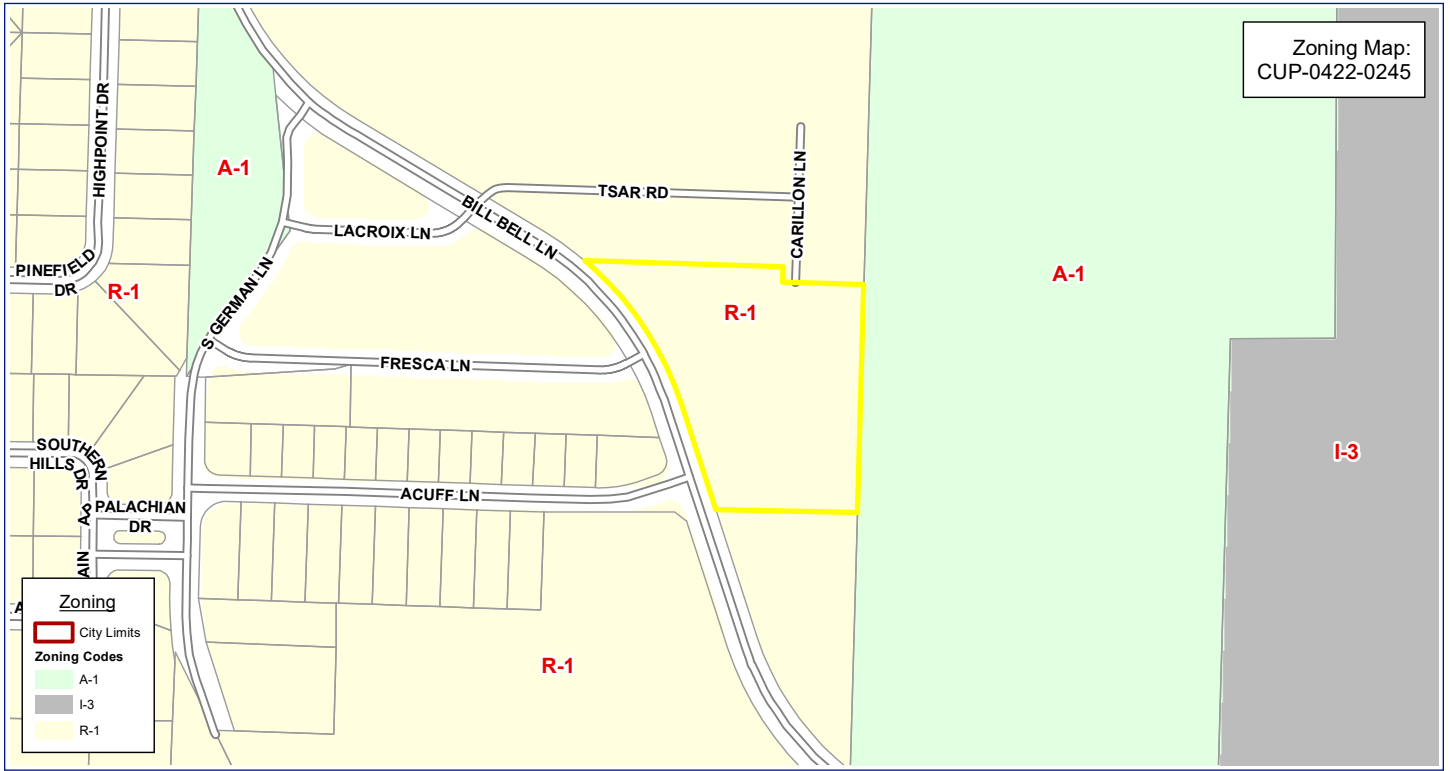 Zoning Map:
CUP-0422-0245
HIGHPOINT DR
A-1
CARILLON LN
TSAR RD
BILL BELL LN
LACROIX LN
PINEFIELD
DR
R-1
S GERMAN LN
A-1
R-1
FRESCA LN
SOUTHERN
HILLS DR
I-3
ACUFF LN
PALACHIAN
DR
R-1
Zoning
City Limits
Zoning Codes
A-1
I-3
R-1